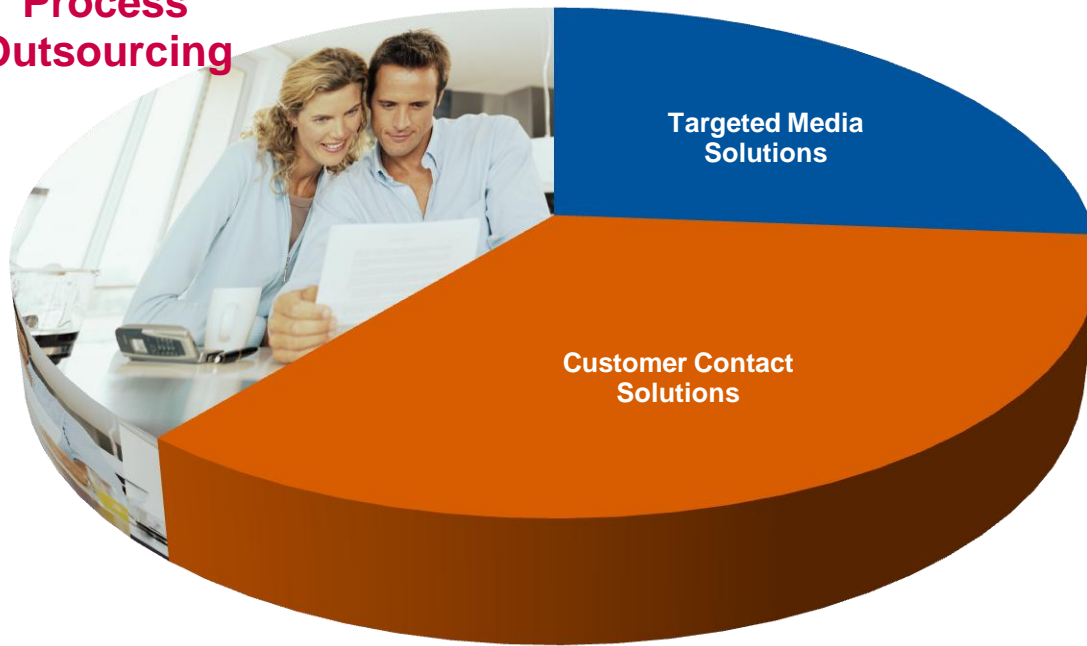 Process
Outsourcing
Targeted Media
Solutions
Customer Contact
Solutions